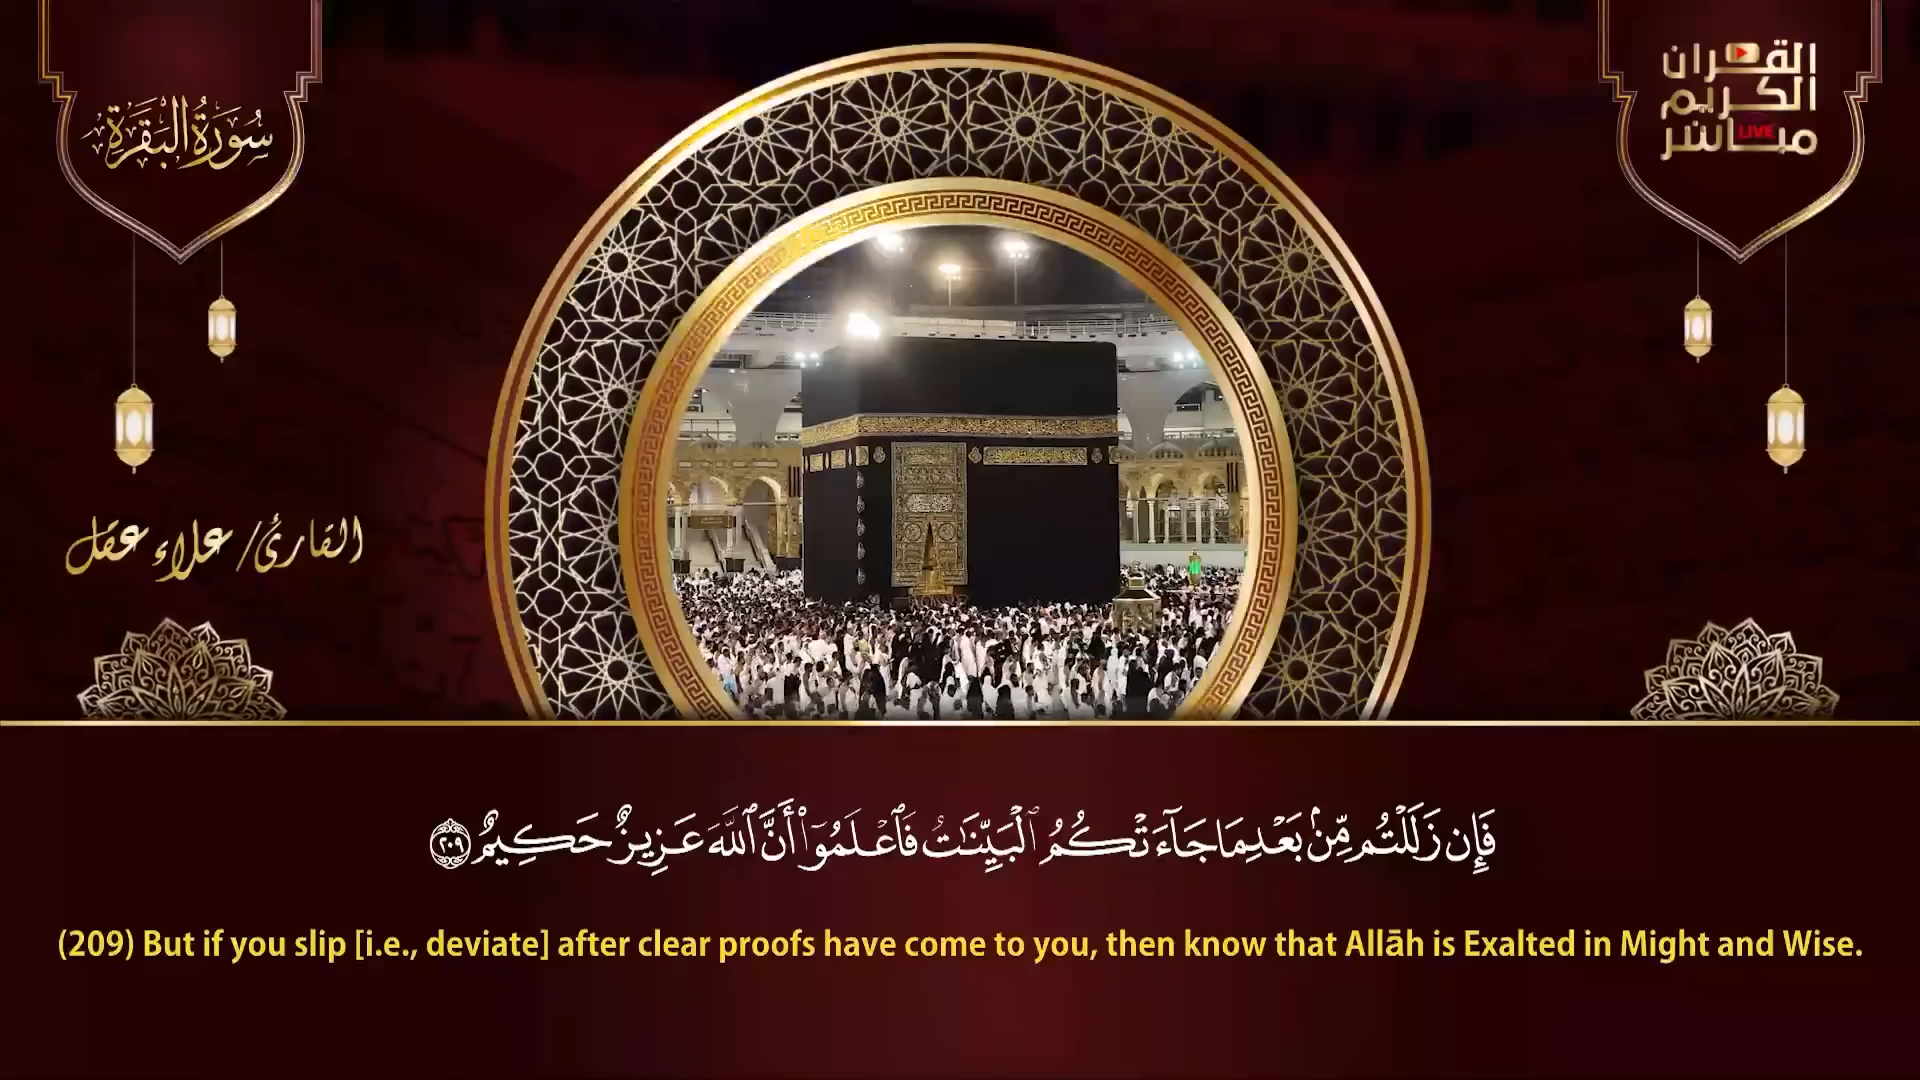 سُورَةُ البَقَرَةِ
القران
الكريم
مباشر
LIVE
القارئ/ علاء عقل
فَإِن زَلَلْتُم مِّنۢ بَعْدِ مَا جَآءَتْكُمُ ٱلْبَيِّنَـٰتُ فَٱعْلَمُوٓا۟ أَنَّ ٱللَّهَ عَزِيزٌ حَكِيمٌ ٢٠٩
(209) But if you slip [i.e., deviate] after clear proofs have come to you, then know that Allāh is Exalted in Might and Wise.